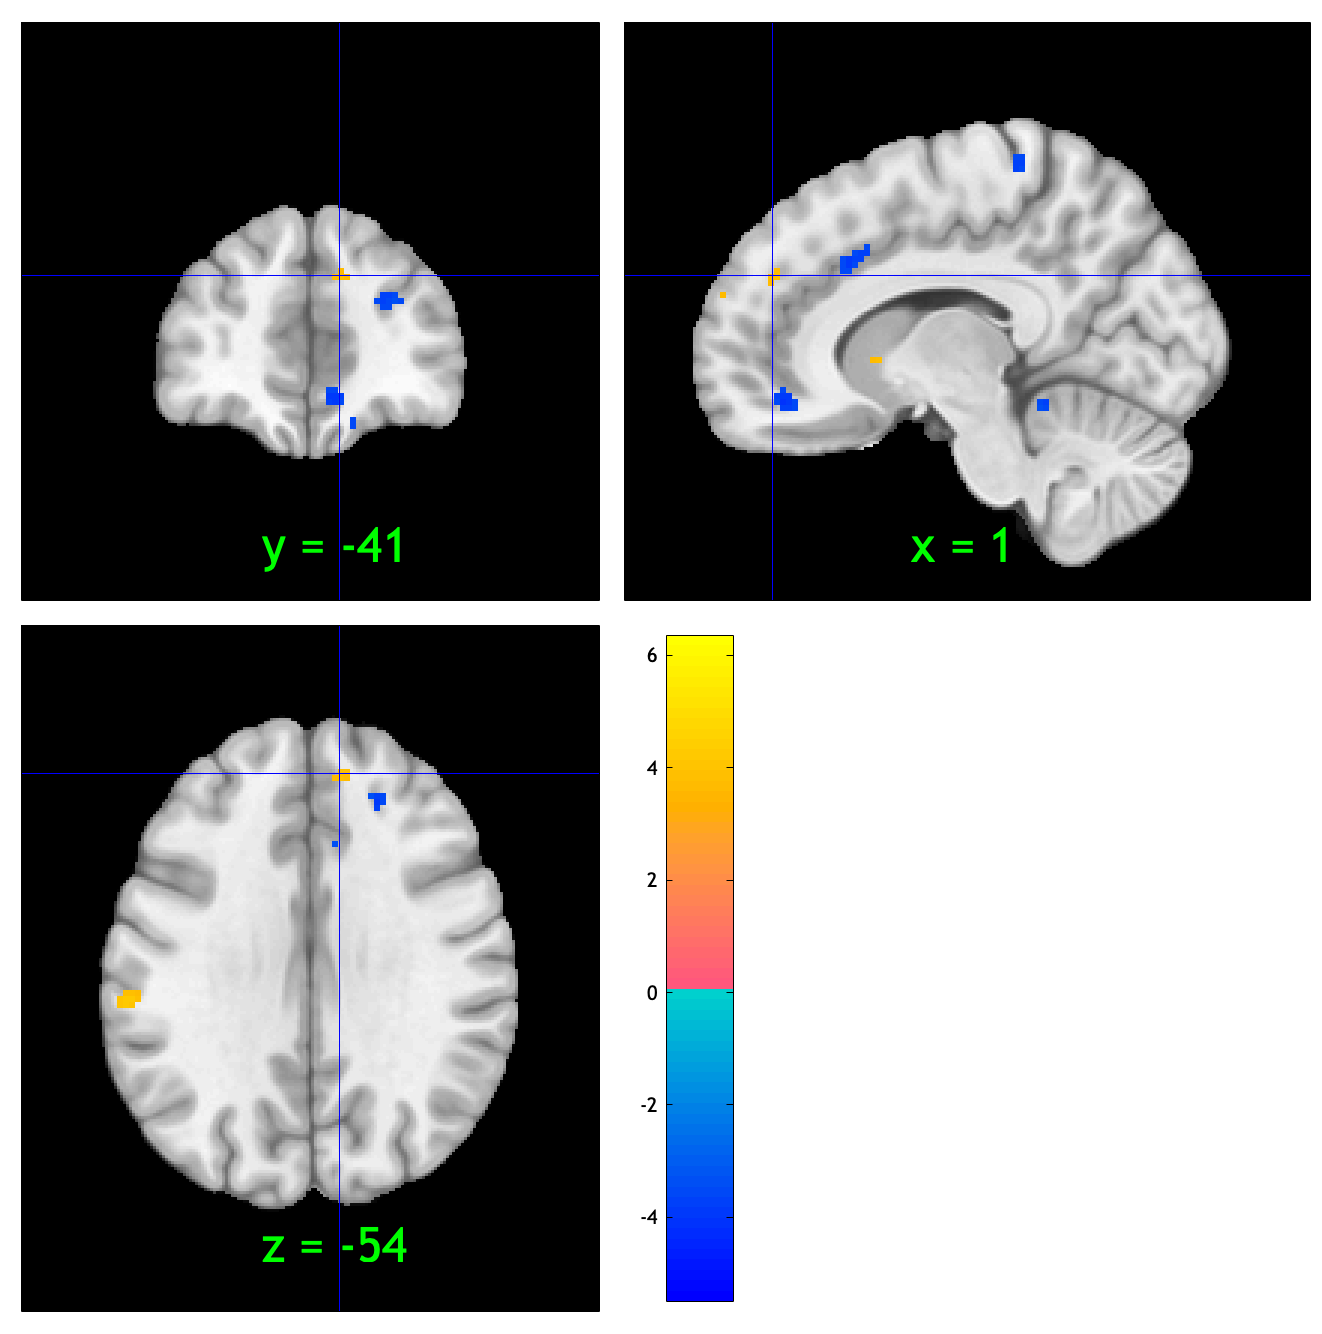 y = -41
x = 1
z = -54
6
4
2
0
-2
-4